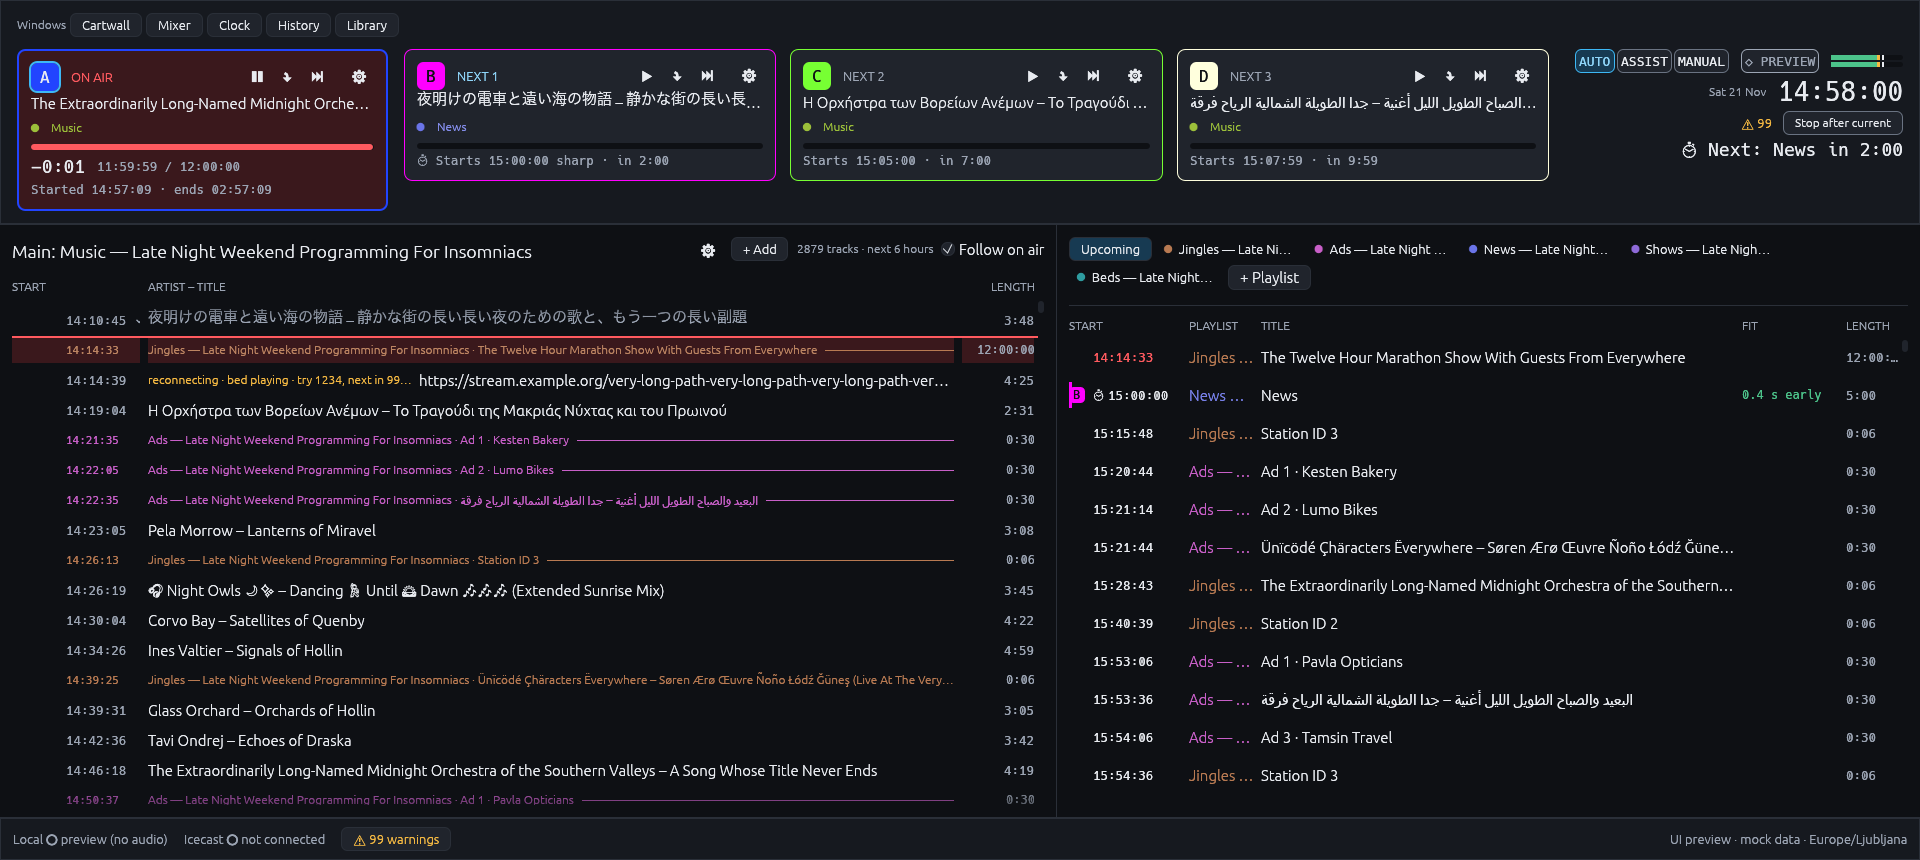 Windows Cartwall Mixer Clock History Library
A ON AIR
The Extraordinarily Long-Named Midnight Orche…
Music
−0:01 11:59:59 / 12:00:00
Started 14:57:09 · ends 02:57:09
B NEXT 1
夜明けの電車と遠い海の物語 – 静かな街の長い長…
News
Starts 15:00:00 sharp · in 2:00
C NEXT 2
Η Ορχήστρα των Βορείων Ανέμων – Το Τραγούδι …
Music
Starts 15:05:00 · in 7:00
D NEXT 3
…الصباح الطويل الليل أغنية – جدا الطويلة الشمالية الرياح فرقة
Music
Starts 15:07:59 · in 9:59
AUTO ASSIST MANUAL ◇ PREVIEW
Sat 21 Nov 14:58:00
⚠ 99 Stop after current
⏱ Next: News in 2:00
Main: Music — Late Night Weekend Programming For Insomniacs
+ Add 2879 tracks · next 6 hours ✓ Follow on air
START ARTIST – TITLE LENGTH
14:10:45 夜明けの電車と遠い海の物語 – 静かな街の長い長い夜のための歌と、もう一つの長い副題 3:48
14:14:33 Jingles — Late Night Weekend Programming For Insomniacs · The Twelve Hour Marathon Show With Guests From Everywhere 12:00:00
14:14:39 reconnecting · bed playing · try 1234, next in 99… https://stream.example.org/very-long-path-very-long-path-very-long-path-ver… 4:25
14:19:04 Η Ορχήστρα των Βορείων Ανέμων – Το Τραγούδι της Μακριάς Νύχτας και του Πρωινού 2:31
14:21:35 Ads — Late Night Weekend Programming For Insomniacs · Ad 1 · Kesten Bakery 0:30
14:22:05 Ads — Late Night Weekend Programming For Insomniacs · Ad 2 · Lumo Bikes 0:30
14:22:35 Ads — Late Night Weekend Programming For Insomniacs · البعيد والصباح الطويل الليل أغنية – جدا الطويلة الشمالية الرياح فرقة 0:30
14:23:05 Pela Morrow – Lanterns of Miravel 3:08
14:26:13 Jingles — Late Night Weekend Programming For Insomniacs · Station ID 3 0:06
14:26:19 🎧 Night Owls 🌙✨ – Dancing 💃 Until 🌅 Dawn 🎶🎶🎶 (Extended Sunrise Mix) 3:45
14:30:04 Corvo Bay – Satellites of Quenby 4:22
14:34:26 Ines Valtier – Signals of Hollin 4:59
14:39:25 Jingles — Late Night Weekend Programming For Insomniacs · Ünïcödé Çhäracters Ëverywhere – Søren Ærø Œuvre Ñoño Łódź Ğüneş (Live At The Very… 0:06
14:39:31 Glass Orchard – Orchards of Hollin 3:05
14:42:36 Tavi Ondrej – Echoes of Draska 3:42
14:46:18 The Extraordinarily Long-Named Midnight Orchestra of the Southern Valleys – A Song Whose Title Never Ends 4:19
14:50:37 Ads — Late Night Weekend Programming For Insomniacs · Ad 1 · Pavla Opticians 0:30
Upcoming Jingles — Late Ni… Ads — Late Night … News — Late Night… Shows — Late Nigh…
Beds — Late Night… + Playlist
START PLAYLIST TITLE FIT LENGTH
14:14:33 Jingles … The Twelve Hour Marathon Show With Guests From Everywhere 12:00:…
B ⏱ 15:00:00 News … News 0.4 s early 5:00
15:15:48 Jingles … Station ID 3 0:06
15:20:44 Ads — … Ad 1 · Kesten Bakery 0:30
15:21:14 Ads — … Ad 2 · Lumo Bikes 0:30
15:21:44 Ads — … Ünïcödé Çhäracters Ëverywhere – Søren Ærø Œuvre Ñoño Łódź Ğüne… 0:30
15:28:43 Jingles … The Extraordinarily Long-Named Midnight Orchestra of the Southern… 0:06
15:40:39 Jingles … Station ID 2 0:06
15:53:06 Ads — … Ad 1 · Pavla Opticians 0:30
15:53:36 Ads — … البعيد والصباح الطويل الليل أغنية – جدا الطويلة الشمالية الرياح فرقة 0:30
15:54:06 Ads — … Ad 3 · Tamsin Travel 0:30
15:54:36 Jingles … Station ID 3 0:06
Local preview (no audio) Icecast not connected ⚠ 99 warnings UI preview · mock data · Europe/Ljubljana